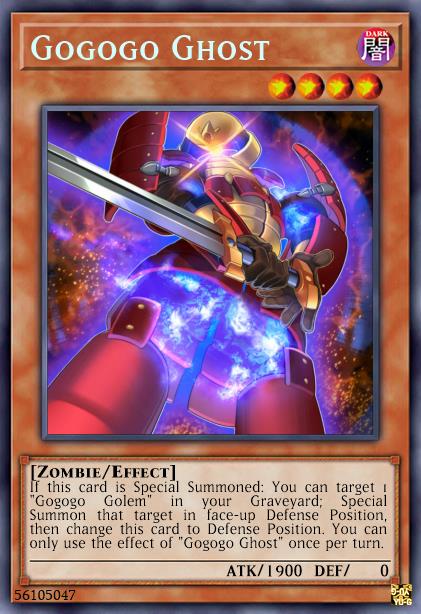 Gogogo Ghost
DARK
闇
[Zombie/Effect]
If this card is Special Summoned: You can target 1
"Gogogo Golem" in your Graveyard; Special
Summon that target in face-up Defense Position,
then change this card to Defense Position. You can
only use the effect of "Gogogo Ghost" once per turn.
ATK/1900 DEF/ 0
56105047